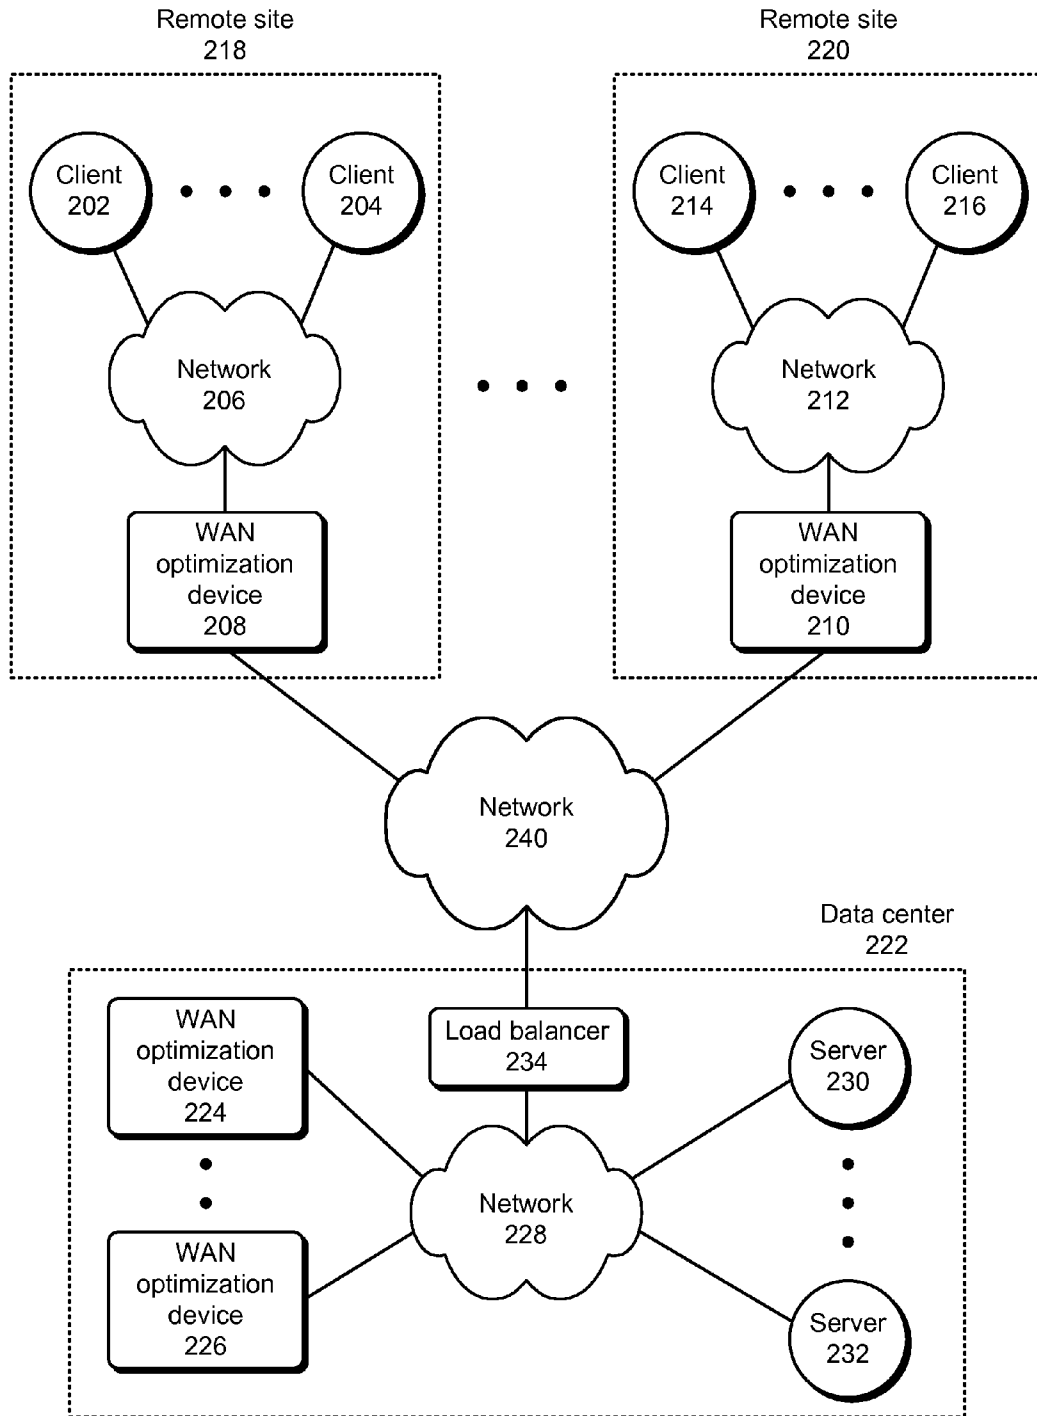 Remote site
218
Remote site
220
Client
202
Client
204
Client
214
Client
216
Network
206
Network
212
WAN
optimization
device
208
WAN
optimization
device
210
Network
240
Data center
222
WAN
optimization
device
224
Load balancer
234
Server
230
Network
228
WAN
optimization
device
226
Server
232